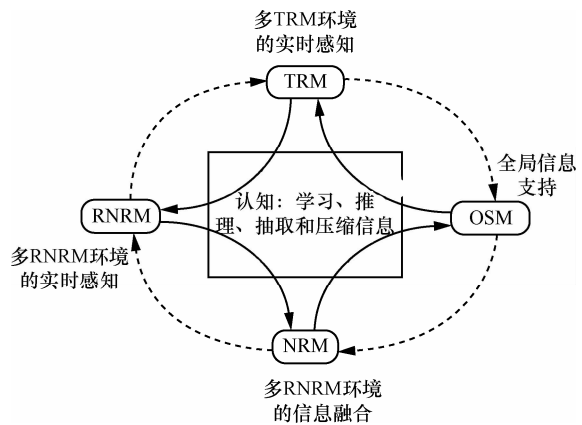 多TRM环境
的实时感知
TRM
全局信息
支持
认知：学习、推
理、抽取和压缩信息
RNRM
OSM
多RNRM环境
的实时感知
NRM
多RNRM环境
的信息融合